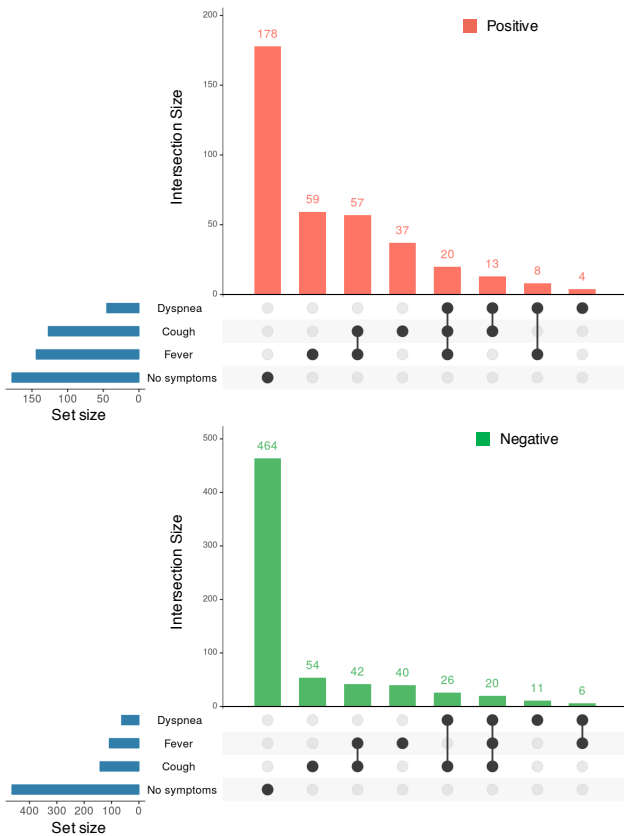 200
Positive
178
150
Intersection Size
100
59
57
50
37
20
13
8
4
0
Dyspnea
Cough
Fever
No symptoms
150 100 50 0
Set size
500
Negative
464
400
Intersection Size
300
200
100
54
42
40
26
20
11
6
0
Dyspnea
Fever
Cough
No symptoms
400 300 200 100 0
Set size